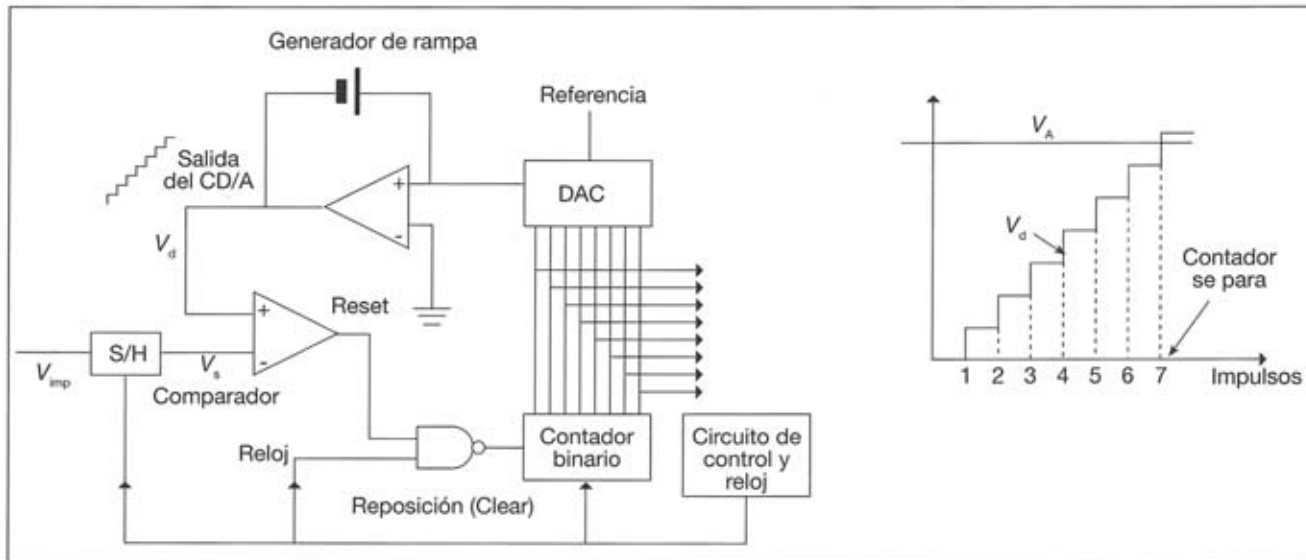 Generador de rampa
Referencia
Salida
del CD/A
+
-
DAC
V_d
Reset
+
-
S/H
V_imp
V_s
Comparador
Reloj
Contador
binario
Circuito de
control y
reloj
Reposición (Clear)
V_A
V_d
Contador
se para
1 2 3 4 5 6 7 Impulsos